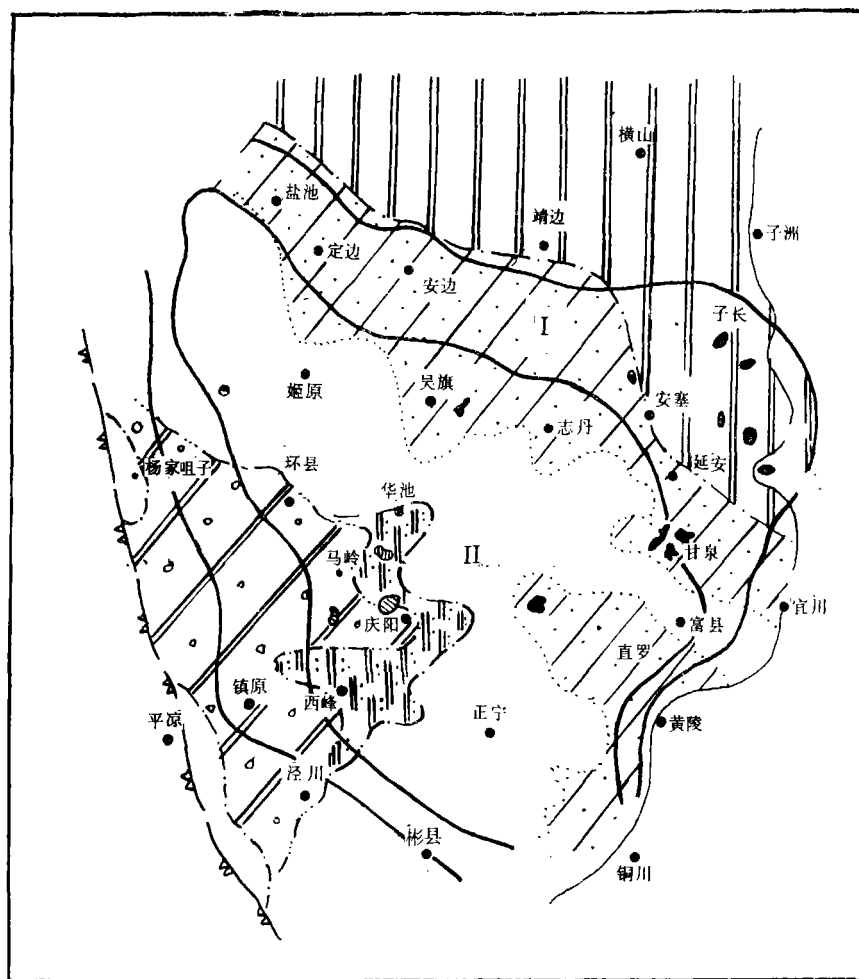 横山
盐池
靖边
子洲
定边
安边
子长
I
姬原
吴旗
志丹
安塞
杨家咀子
环县
延安
华池
II
马岭
甘泉
庆阳
富县
宜川
直罗
镇原
西峰
平凉
正宁
黄陵
泾川
彬县
铜川